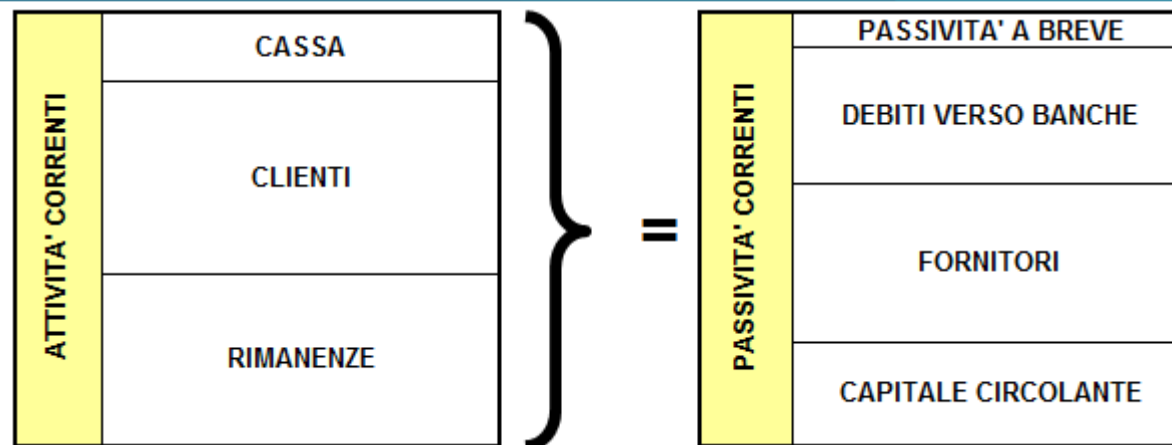 ATTIVITA' CORRENTI
CASSA
CLIENTI
RIMANENZE
=
PASSIVITA' CORRENTI
PASSIVITA' A BREVE
DEBITI VERSO BANCHE
FORNITORI
CAPITALE CIRCOLANTE